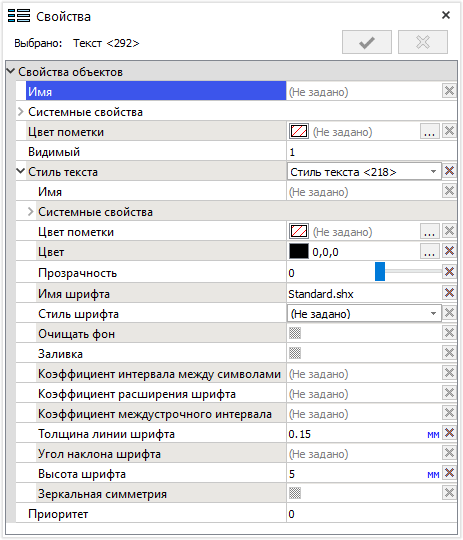 Свойства
Выбрано: Текст <292>
Свойства объектов
Имя (Не задано)
Системные свойства
Цвет пометки (Не задано) ...
Видимый 1
Стиль текста Стиль текста <218>
Имя (Не задано)
Системные свойства
Цвет пометки (Не задано) ...
Цвет 0,0,0 ...
Прозрачность 0
Имя шрифта Standard.shx
Стиль шрифта (Не задано)
Очищать фон
Заливка
Коэффициент интервала между символами (Не задано)
Коэффициент расширения шрифта (Не задано)
Коэффициент междустрочного интервала (Не задано)
Толщина линии шрифта 0.15 мм
Угол наклона шрифта (Не задано)
Высота шрифта 5 мм
Зеркальная симметрия
Приоритет 0